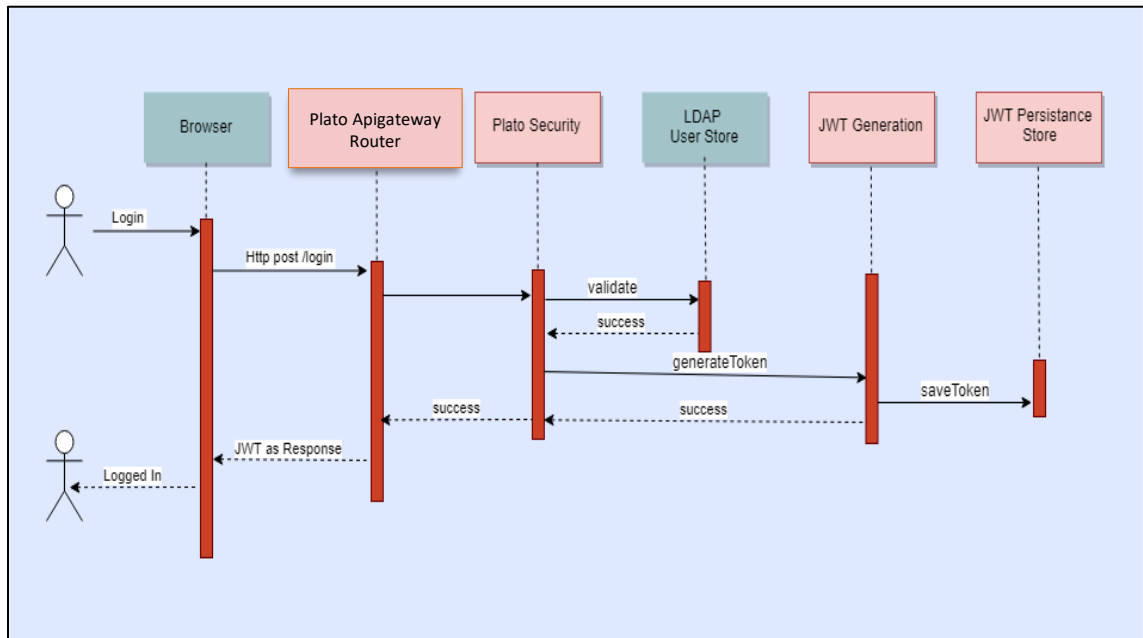 Browser
Plato Apigateway
Router
Plato Security
LDAP
User Store
JWT Generation
JWT Persistance
Store
Login
Http post /login
validate
success
generateToken
saveToken
success
success
JWT as Response
Logged In